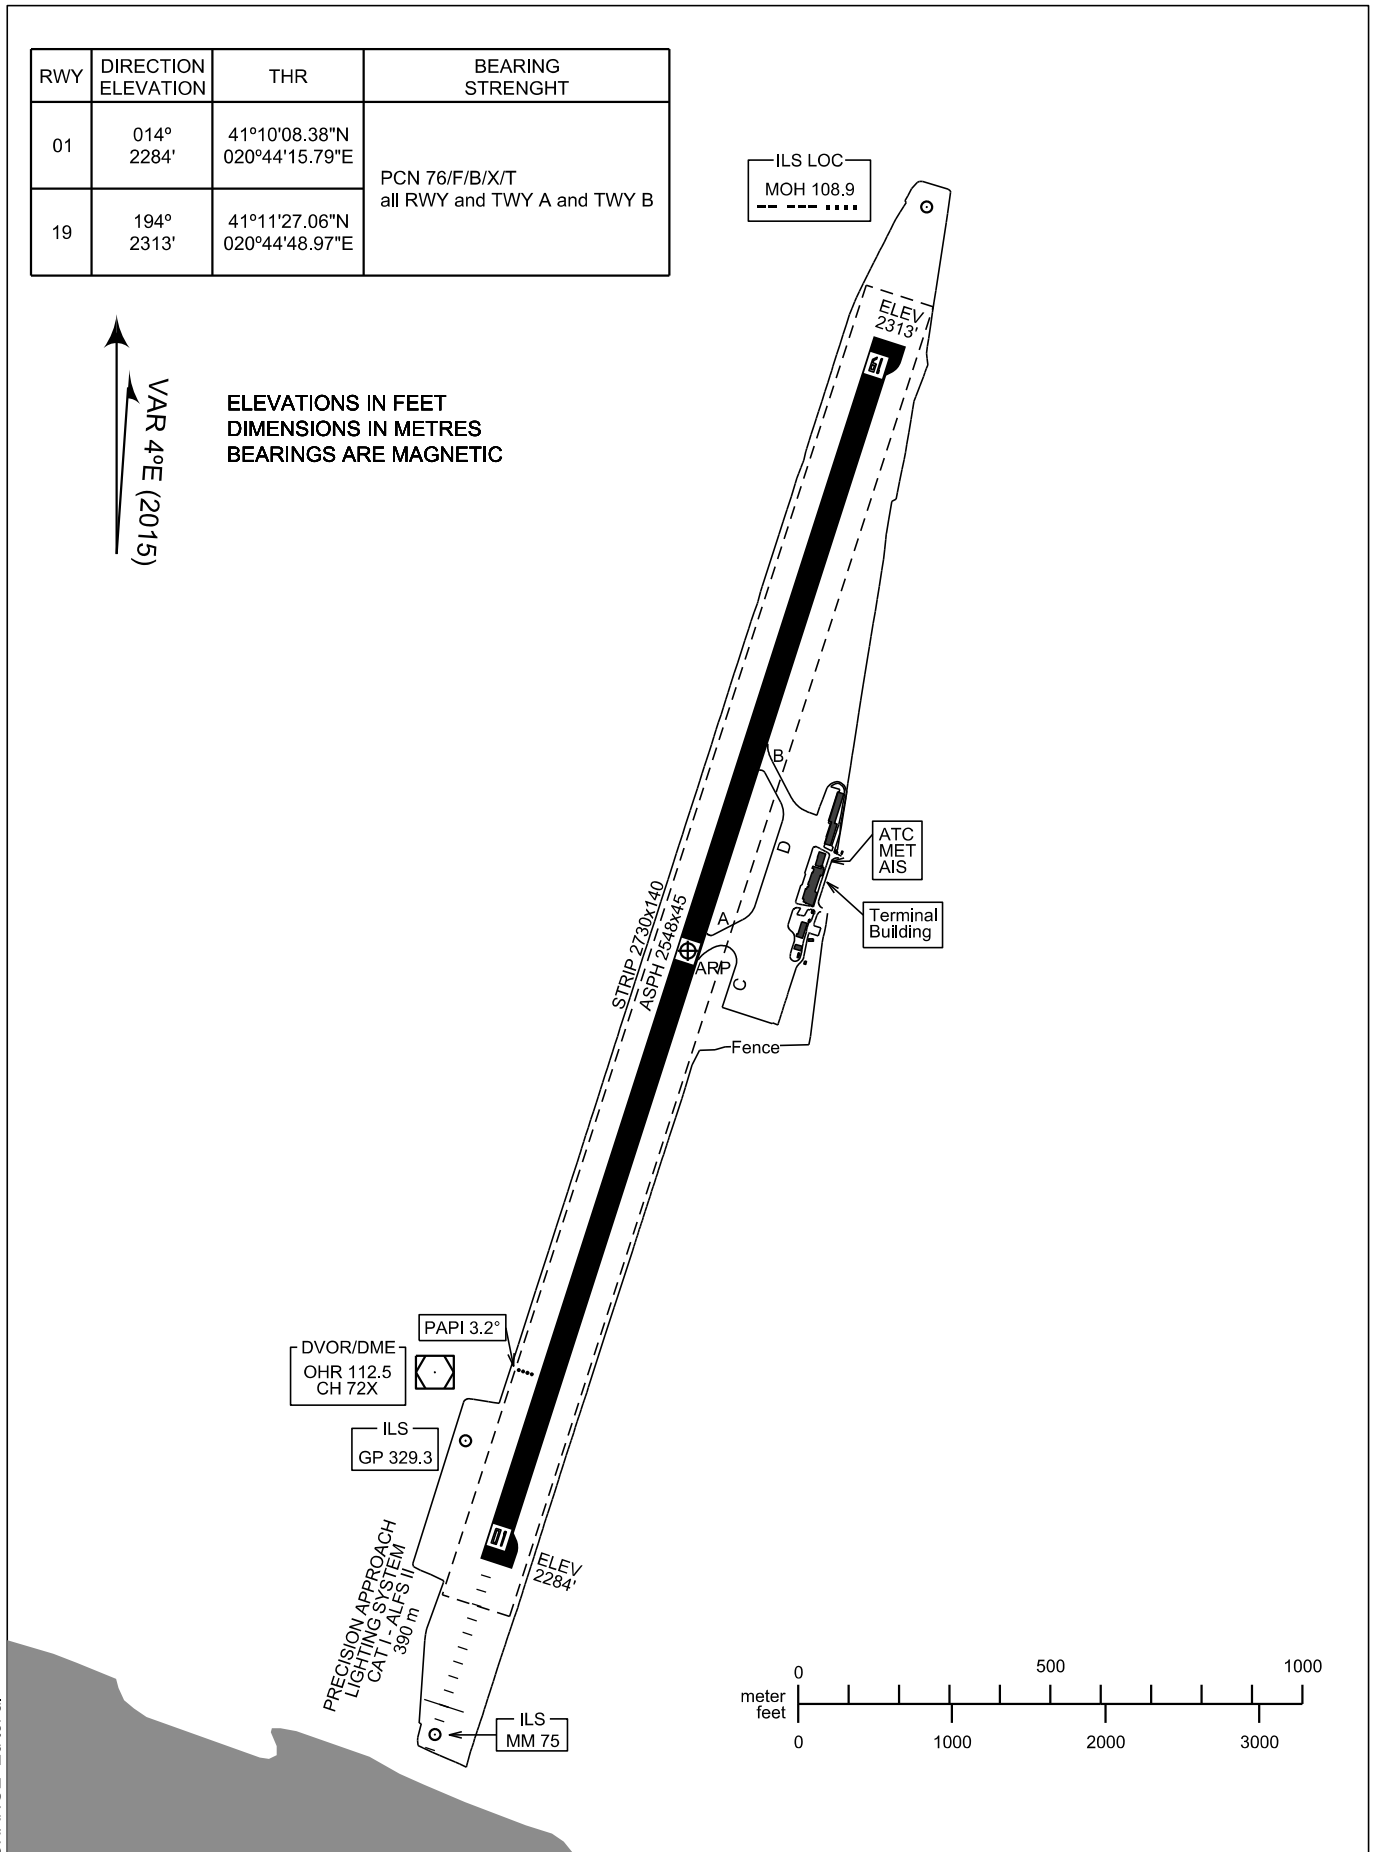 RWY
DIRECTION
ELEVATION
THR
BEARING
STRENGHT
01
014º
2284'
41º10'08.38"N
020º44'15.79"E
PCN 76/F/B/X/T
all RWY and TWY A and TWY B
19
194º
2313'
41º11'27.06"N
020º44'48.97"E
ILS LOC
MOH 108.9
ELEV
2313'
19
VAR 4ºE (2015)
ELEVATIONS IN FEET
DIMENSIONS IN METRES
BEARINGS ARE MAGNETIC
B
D
ATC
MET
AIS
Terminal
Building
A
STRIP 2730x140
ASPH 2548x45
ARP
C
Fence
PAPI 3.2°
DVOR/DME
OHR 112.5
CH 72X
ILS
GP 329.3
01
ELEV
2284'
PRECISION APPROACH
LIGHTING SYSTEM
CAT I - ALFS II
390 m
ILS
MM 75
0
500
1000
meter
feet
0
1000
2000
3000